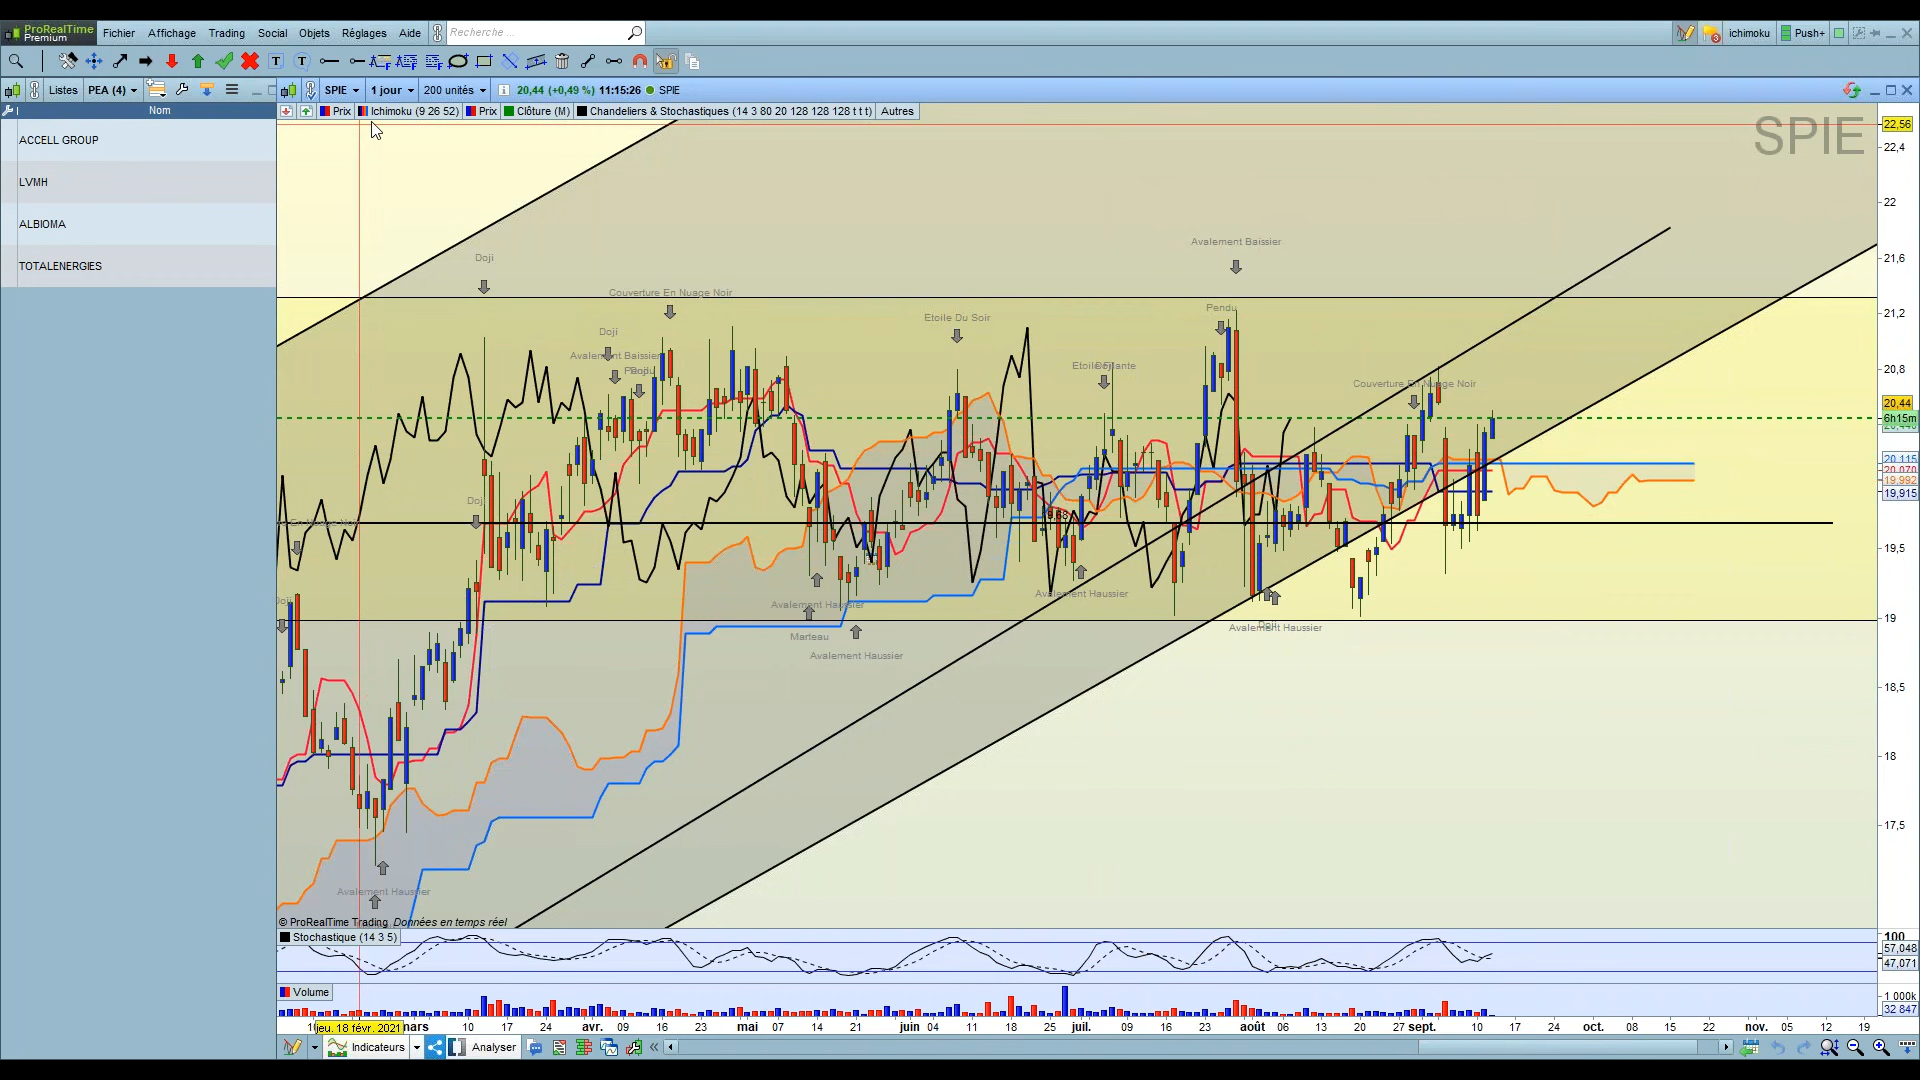 ProRealTime
Premium
Fichier Affichage Trading Social Objets Réglages Aide Recherche ... 3 ichimoku Push+
Listes PEA (4) SPIE 1 jour 200 unités 20,44 (+0,49 %) 11:15:26 SPIE
Nom
Prix Ichimoku (9 26 52) Prix Clôture (M) Chandeliers & Stochastiques (14 3 80 20 128 128 128 t t t) Autres
ACCELL GROUP
LVMH
ALBIOMA
TOTALENERGIES
SPIE
22,56
22,4
22
21,6
21,2
20,8
20,44
6h15m
20,115
20,070
19,992
19,915
19,5
19
18,5
18
17,5
Avalement Baissier
Doji
Couverture En Nuage Noir
Pendu
Etoile Du Soir
Doji
Avalement Baissier
Couverture En Nuage Noir
Doji
Avalement Haussier
Avalement Haussier
Marteau
Avalement Haussier
Avalement Haussier
Avalement Haussier
© ProRealTime Trading Données en temps réel
Stochastique (14 3 5)
100
57,048
47,071
Volume
1 000k
32 847
jeu. 18 févr. 2021 mars 10 17 24 avr. 09 16 23 mai 07 14 21 juin 04 11 18 25 juil. 09 16 23 août 06 13 20 27 sept. 10 17 24 oct. 08 15 22 nov. 05 12 19
Indicateurs Analyser